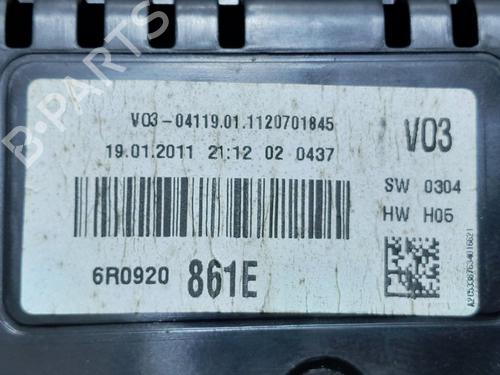 V03-04119.01.1120701845
19.01.2011 21:12 02 0437
V03
SW 0304
HW H05
6R0920 861E
A2C53387634016621
B-PARTS